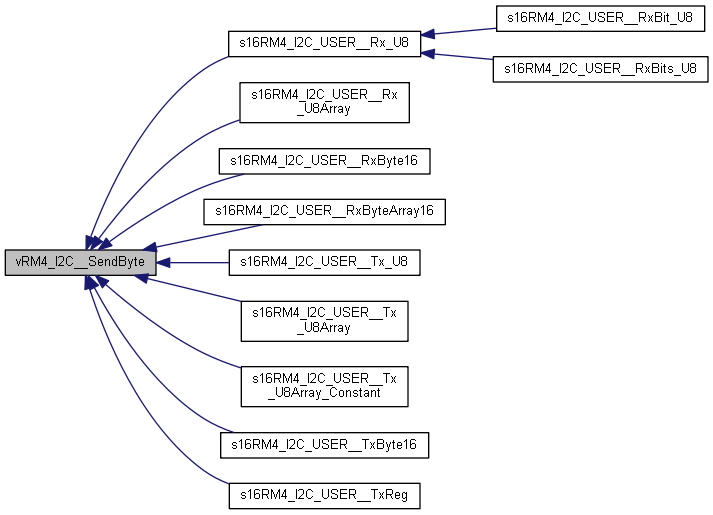 s16RM4_I2C_USER__RxBit_U8
s16RM4_I2C_USER__Rx_U8
s16RM4_I2C_USER__RxBits_U8
s16RM4_I2C_USER__Rx
_U8Array
s16RM4_I2C_USER__RxByte16
s16RM4_I2C_USER__RxByteArray16
vRM4_I2C__SendByte
s16RM4_I2C_USER__Tx_U8
s16RM4_I2C_USER__Tx
_U8Array
s16RM4_I2C_USER__Tx
_U8Array_Constant
s16RM4_I2C_USER__TxByte16
s16RM4_I2C_USER__TxReg